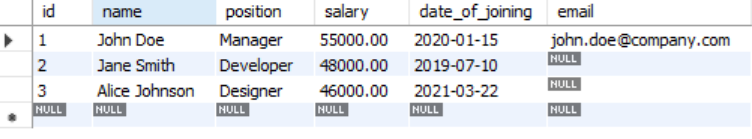 id name position salary date_of_joining email
1 John Doe Manager 55000.00 2020-01-15 john.doe@company.com
2 Jane Smith Developer 48000.00 2019-07-10 NULL
3 Alice Johnson Designer 46000.00 2021-03-22 NULL
NULL NULL NULL NULL NULL NULL